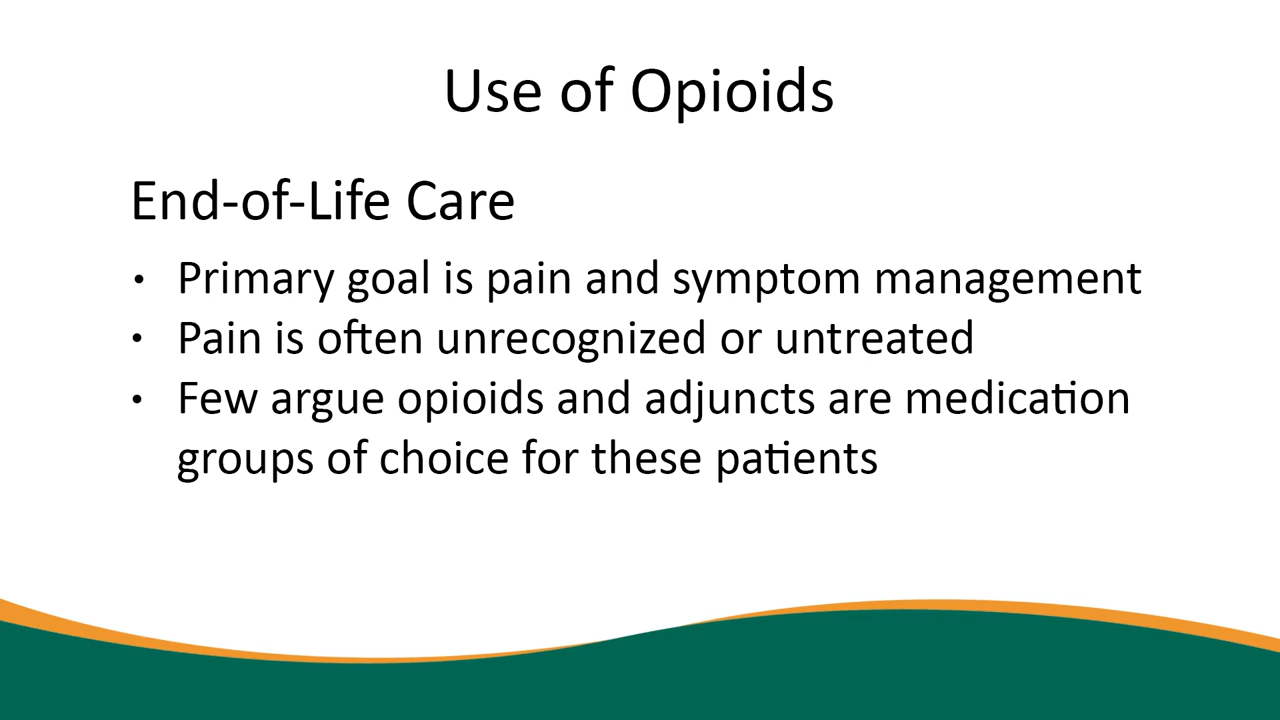 Use of Opioids
End-of-Life Care
• Primary goal is pain and symptom management
• Pain is often unrecognized or untreated
• Few argue opioids and adjuncts are medication
groups of choice for these patients